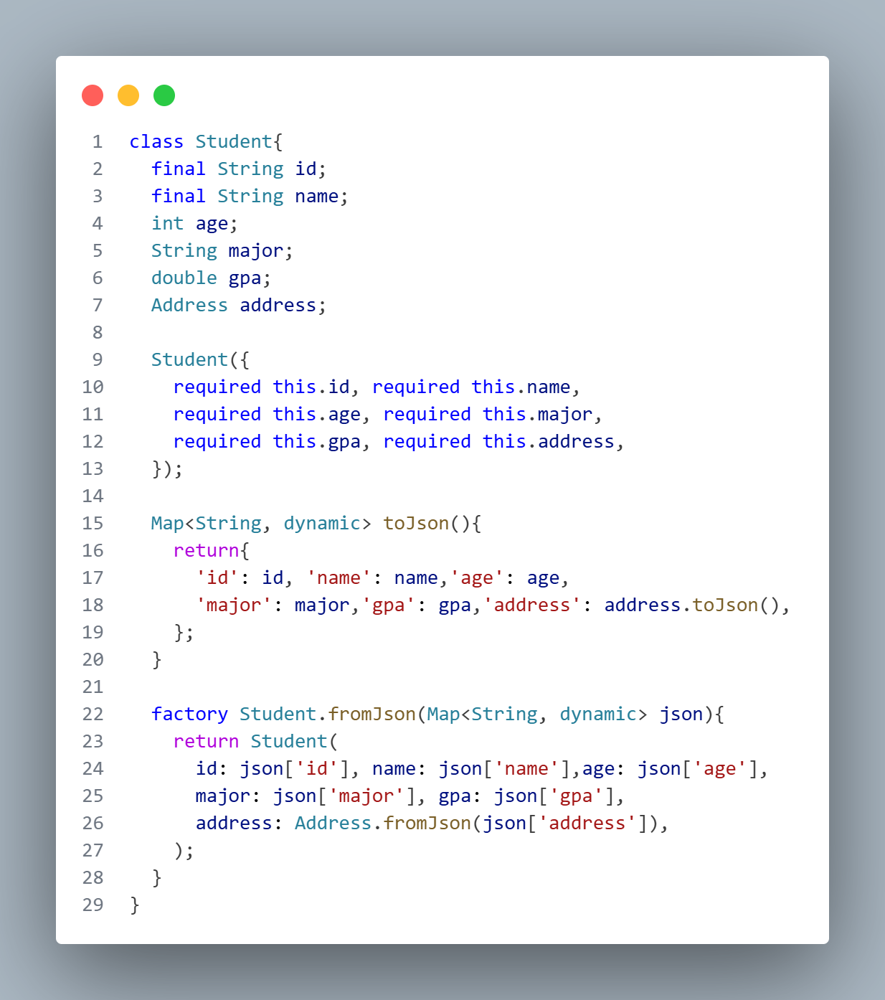 1 class Student{
2   final String id;
3   final String name;
4   int age;
5   String major;
6   double gpa;
7   Address address;
8
9   Student({
10     required this.id, required this.name,
11     required this.age, required this.major,
12     required this.gpa, required this.address,
13   });
14
15   Map<String, dynamic> toJson(){
16     return{
17       'id': id, 'name': name,'age': age,
18       'major': major,'gpa': gpa,'address': address.toJson(),
19     };
20   }
21
22   factory Student.fromJson(Map<String, dynamic> json){
23     return Student(
24       id: json['id'], name: json['name'],age: json['age'],
25       major: json['major'], gpa: json['gpa'],
26       address: Address.fromJson(json['address']),
27     );
28   }
29 }